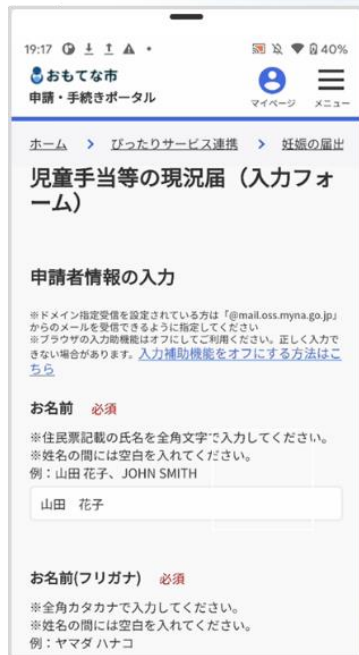 19:17
40%
おもてな市
申請・手続きポータル
マイページ
メニュー
ホーム > ぴったりサービス連携 > 妊娠の届出
児童手当等の現況届（入力フォ
ーム）
申請者情報の入力
※ドメイン指定受信を設定されている方は「@mail.oss.myna.go.jp」
からのメールを受信できるように指定してください
※ブラウザの入力助機能はオフにしてご利用ください。正しく入力で
きない場合があります。入力補助機能をオフにする方法はこ
ちら
お名前 必須
※住民票記載の氏名を全角文字で入力してください。
※姓名の間には空白を入れてください。
例：山田 花子、JOHN SMITH
山田　花子
お名前(フリガナ) 必須
※全角カタカナで入力してください。
※姓名の間には空白を入れてください。
例：ヤマダ ハナコ